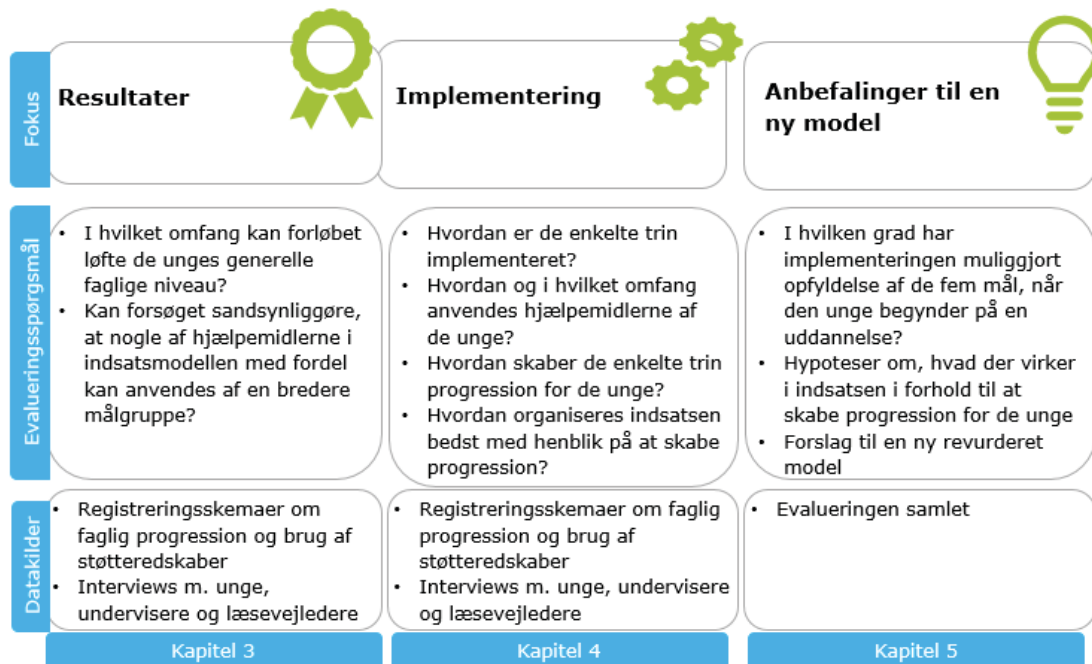 Fokus
Resultater
Implementering
Anbefalinger til en
ny model
Evalueringsspørgsmål
• I hvilket omfang kan forløbet
løfte de unges generelle
faglige niveau?
• Kan forsøget sandsynliggøre,
at nogle af hjælpemidlerne i
indsatsmodellen med fordel
kan anvendes af en bredere
målgruppe?
• Hvordan er de enkelte trin
implementeret?
• Hvordan og i hvilket omfang
anvendes hjælpemidlerne af
de unge?
• Hvordan skaber de enkelte trin
progression for de unge?
• Hvordan organiseres indsatsen
bedst med henblik på at skabe
progression?
• I hvilken grad har
implementeringen muliggjort
opfyldelse af de fem mål, når
den unge begynder på en
uddannelse?
• Hypoteser om, hvad der virker
i indsatsen i forhold til at
skabe progression for de unge
• Forslag til en ny revurderet
model
Datakilder
• Registreringsskemaer om
faglig progression og brug af
støtteredskaber
• Interviews m. unge,
undervisere og læsevejledere
• Registreringsskemaer om faglig
progression og brug af
støtteredskaber
• Interviews m. unge, undervisere
og læsevejledere
• Evalueringen samlet
Kapitel 3
Kapitel 4
Kapitel 5